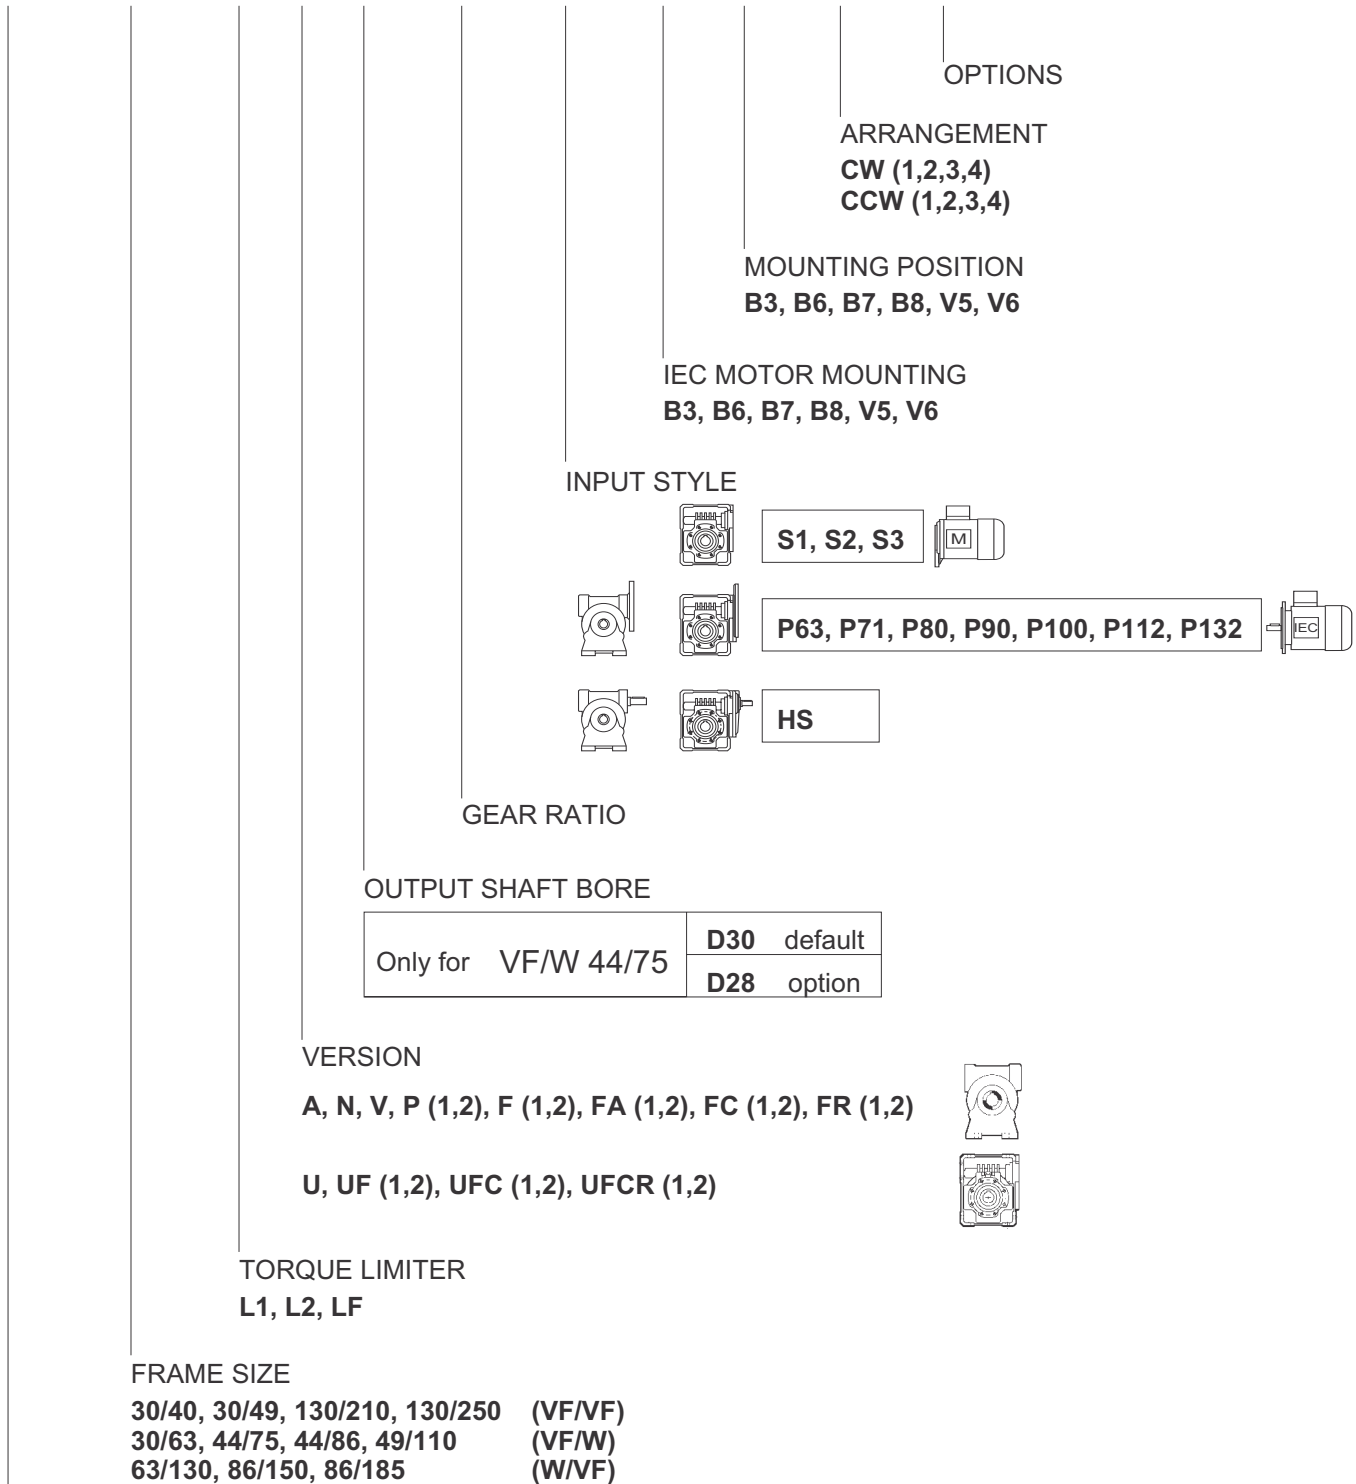 OPTIONS
ARRANGEMENT
CW (1,2,3,4)
CCW (1,2,3,4)
MOUNTING POSITION
B3, B6, B7, B8, V5, V6
IEC MOTOR MOUNTING
B3, B6, B7, B8, V5, V6
INPUT STYLE
S1, S2, S3 M
P63, P71, P80, P90, P100, P112, P132 IEC
HS
GEAR RATIO
OUTPUT SHAFT BORE
Only for VF/W 44/75
D30 default
D28 option
VERSION
A, N, V, P (1,2), F (1,2), FA (1,2), FC (1,2), FR (1,2)
U, UF (1,2), UFC (1,2), UFCR (1,2)
TORQUE LIMITER
L1, L2, LF
FRAME SIZE
30/40, 30/49, 130/210, 130/250 (VF/VF)
30/63, 44/75, 44/86, 49/110 (VF/W)
63/130, 86/150, 86/185 (W/VF)